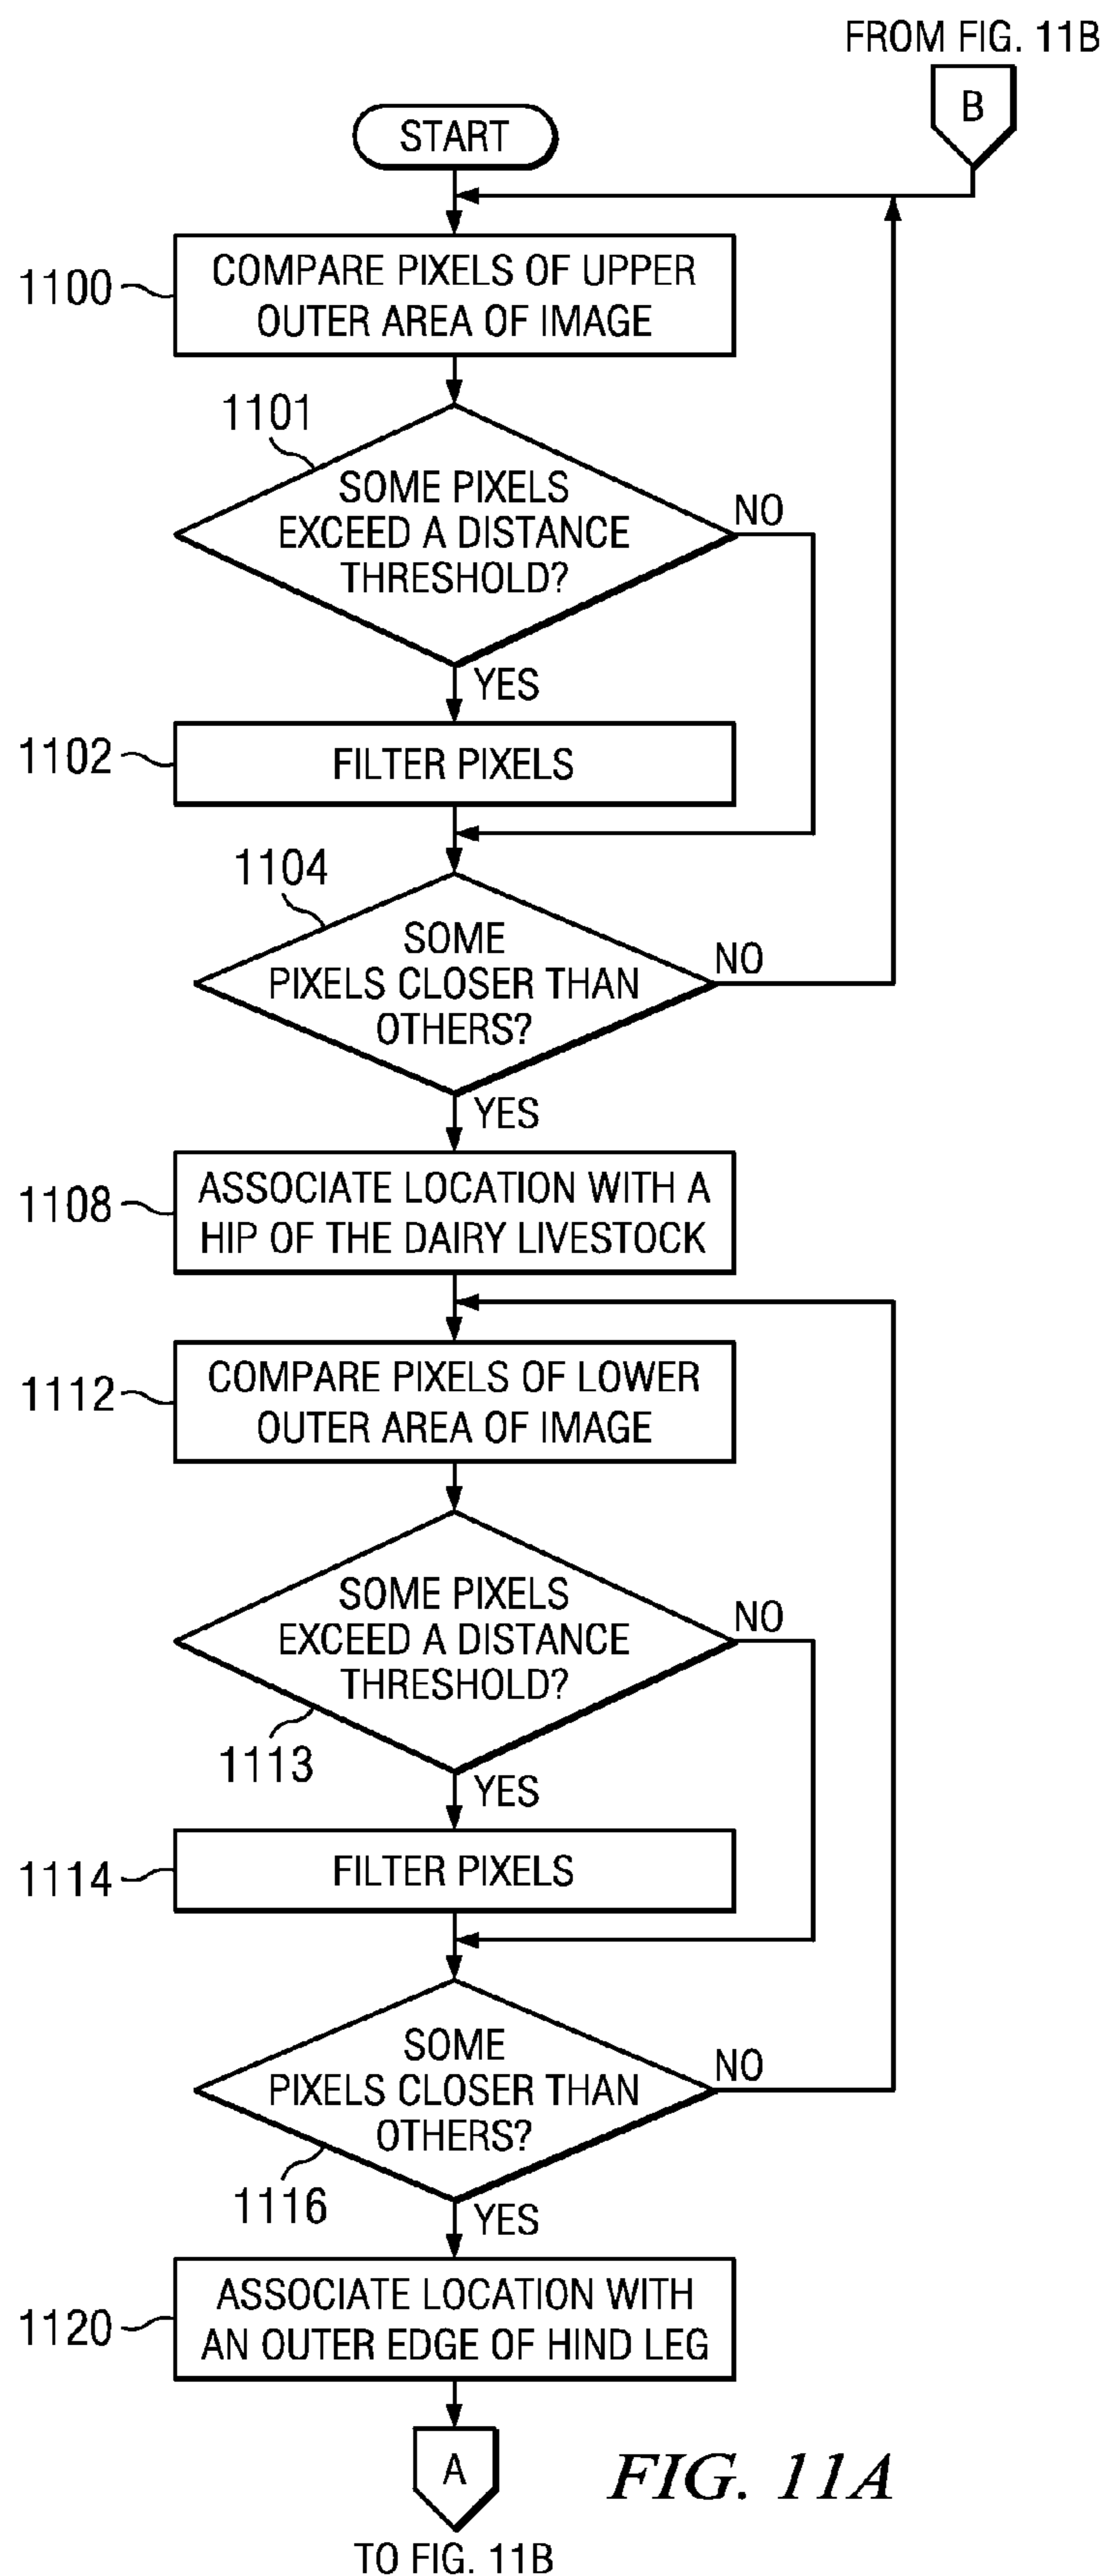 FROM FIG. 11B
B
START
1100
COMPARE PIXELS OF UPPER
OUTER AREA OF IMAGE
1101
SOME PIXELS
EXCEED A DISTANCE
THRESHOLD?
NO
YES
1102
FILTER PIXELS
1104
SOME
PIXELS CLOSER THAN
OTHERS?
NO
YES
1108
ASSOCIATE LOCATION WITH A
HIP OF THE DAIRY LIVESTOCK
1112
COMPARE PIXELS OF LOWER
OUTER AREA OF IMAGE
SOME PIXELS
EXCEED A DISTANCE
THRESHOLD?
NO
1113
YES
1114
FILTER PIXELS
SOME
PIXELS CLOSER THAN
OTHERS?
NO
1116
YES
1120
ASSOCIATE LOCATION WITH
AN OUTER EDGE OF HIND LEG
A
FIG. 11A
TO FIG. 11B